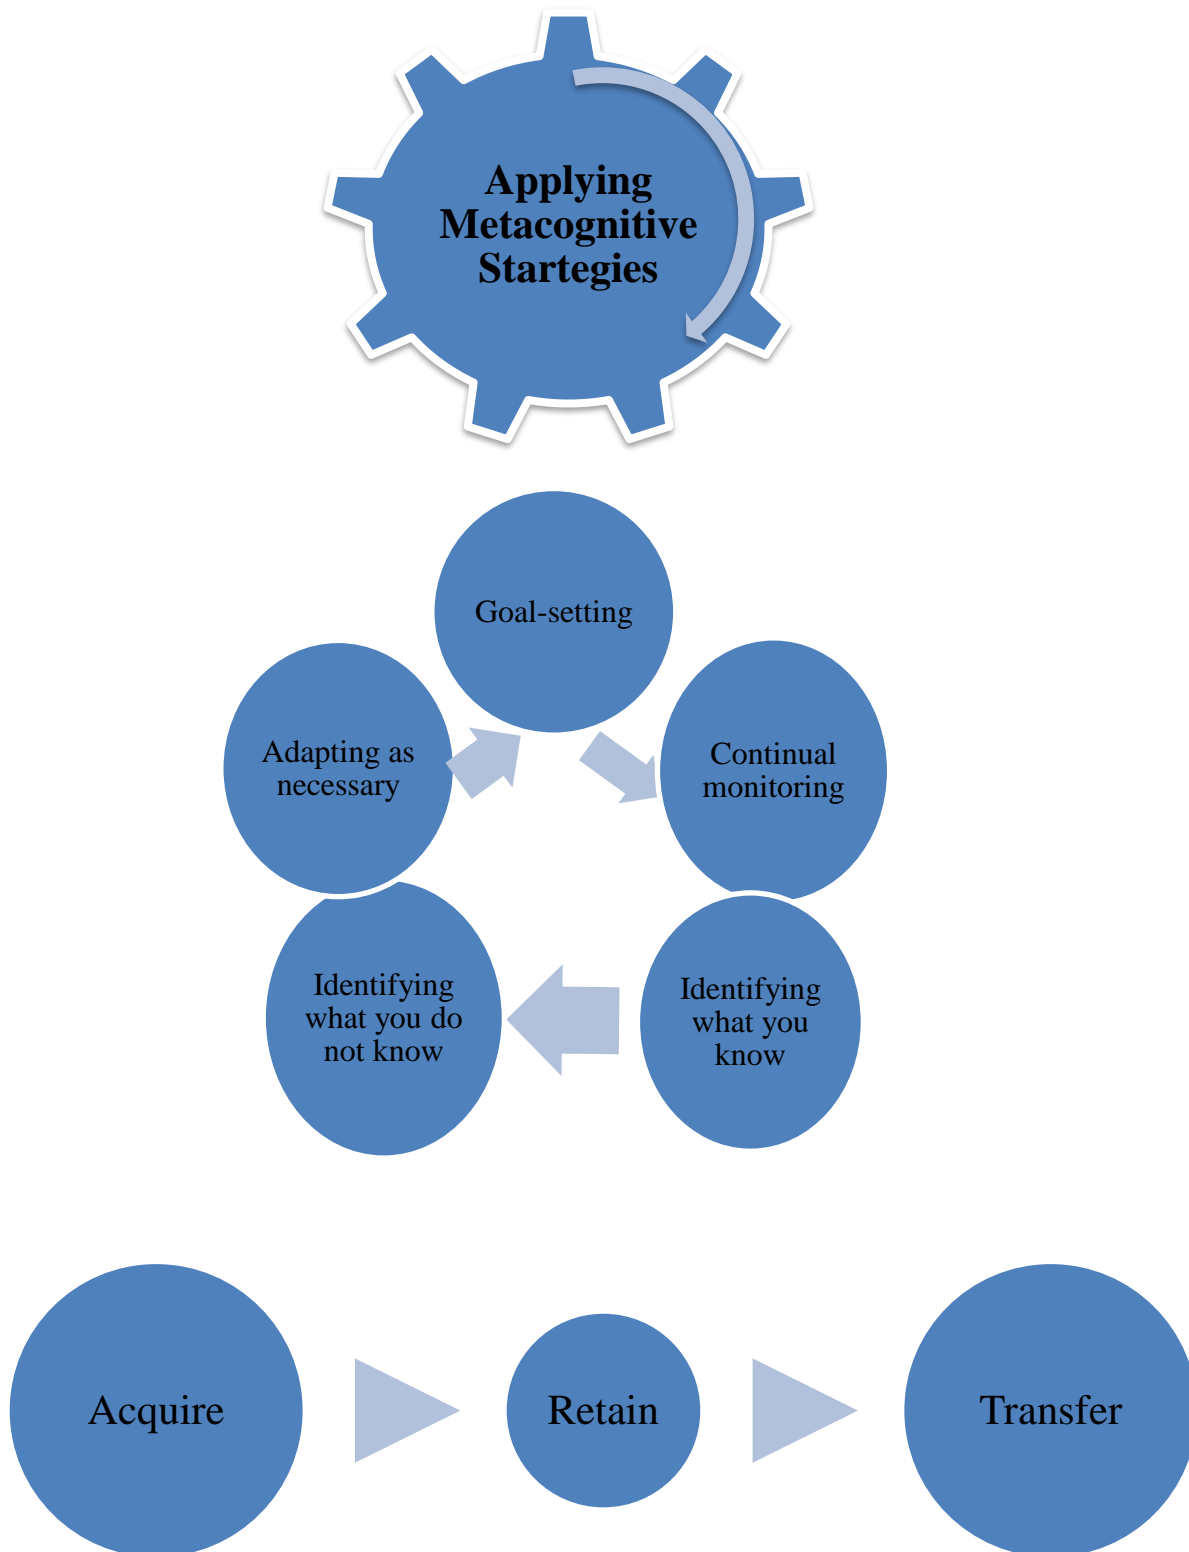 Applying
Metacognitive
Startegies
Goal-setting
Adapting as
necessary
Continual
monitoring
Identifying
what you do
not know
Identifying
what you
know
Acquire
Retain
Transfer